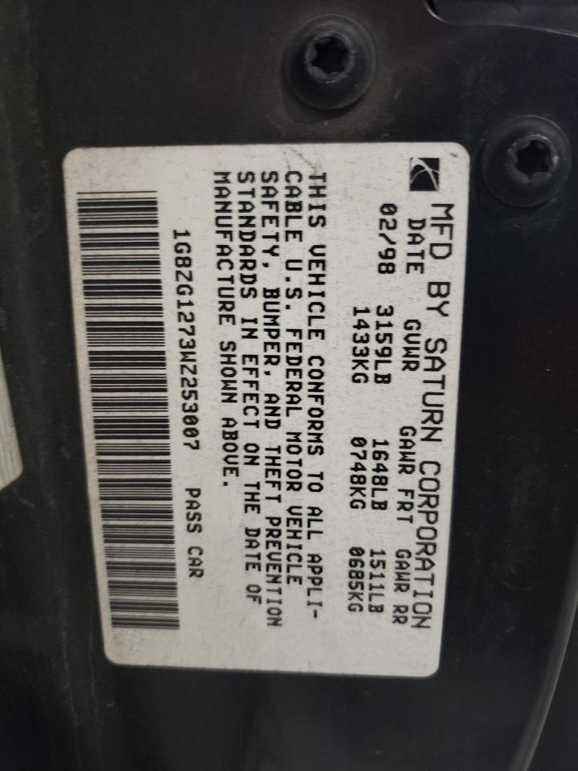 MFD BY SATURN CORPORATION
DATE GVWR GAWR FRT GAWR RR
02/98 3159LB 1648LB 1511LB
1433KG 0748KG 0685KG
THIS VEHICLE CONFORMS TO ALL APPLI-
CABLE U.S. FEDERAL MOTOR VEHICLE
SAFETY, BUMPER, AND THEFT PREVENTION
STANDARDS IN EFFECT ON THE DATE OF
MANUFACTURE SHOWN ABOVE.
1G8ZG1273WZ253007 PASS CAR